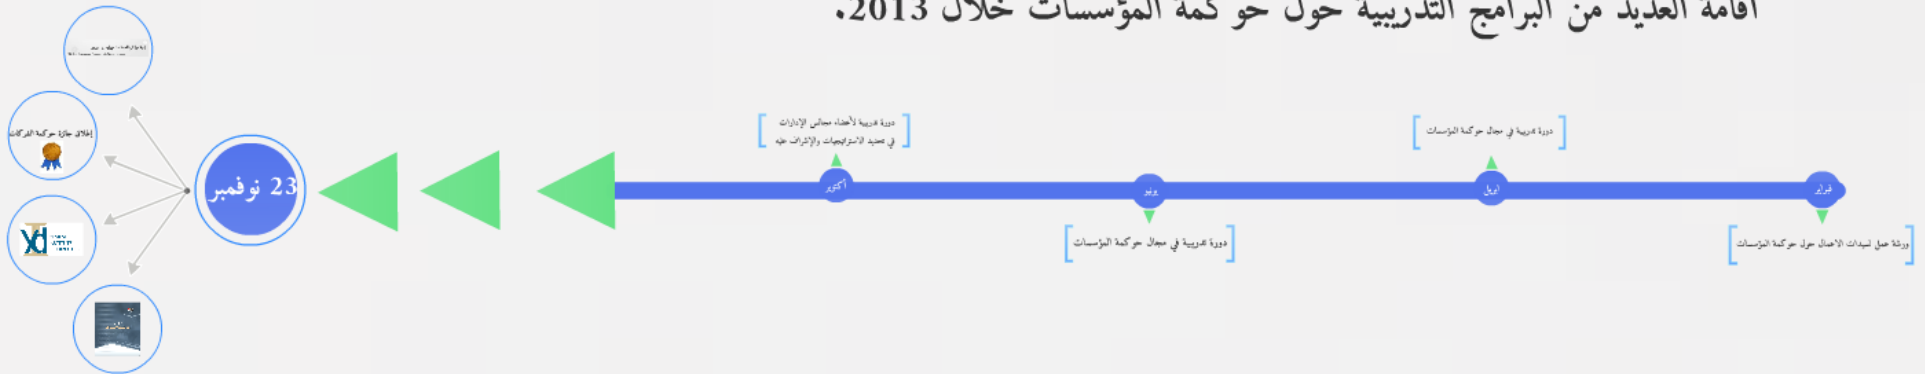 اقامة العديد من البرامج التدريبية حول حوكمة المؤسسات خلال 2013.
فبراير
ورشة عمل لسيدات الاعمال حول حوكمة المؤسسات
ابريل
دورة تدريبية في مجال حوكمة المؤسسات
يونيو
دورة تدريبية في مجال حوكمة المؤسسات
أكتوبر
دورة تدريبية لأعضاء مجالس الإدارات
في تحديد الاستراتيجيات والإشراف عليه
23 نوفمبر
إطلاق جائزة حوكمة الشركات